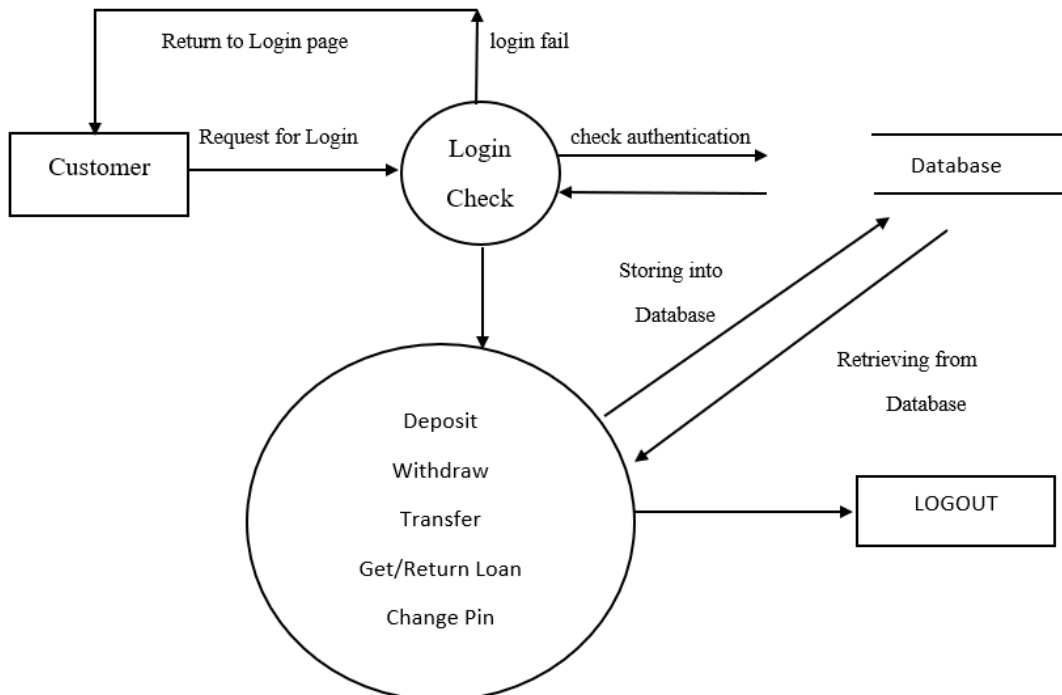 Return to Login page
login fail
Customer
Request for Login
Login
Check
check authentication
Database
Storing into
Database
Retrieving from
Database
Deposit
Withdraw
Transfer
Get/Return Loan
Change Pin
LOGOUT